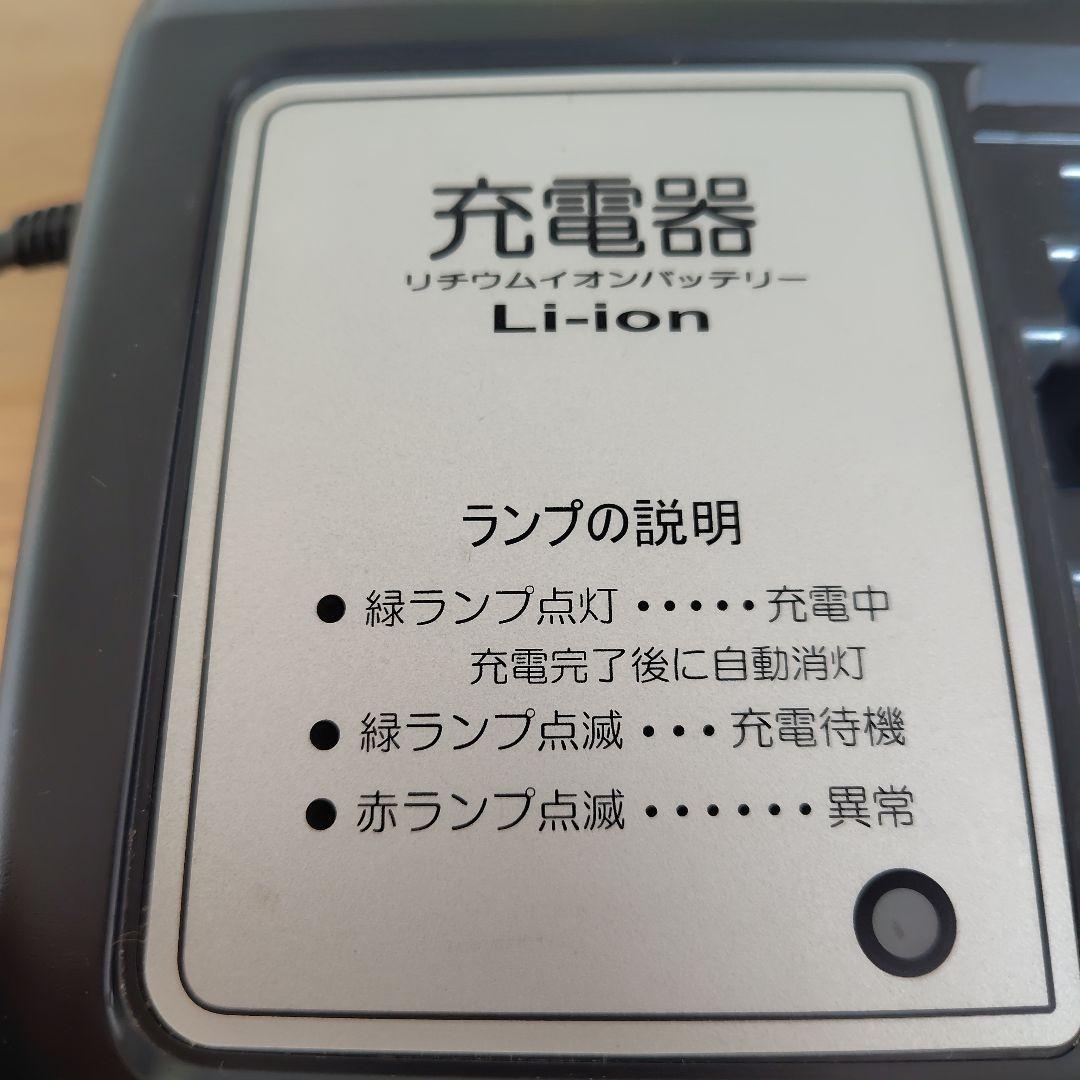 充電器
リチウムイオンバッテリー
Li-ion
ランプの説明
● 緑ランプ点灯 ・・・・・ 充電中
充電完了後に自動消灯
● 緑ランプ点滅 ・・・ 充電待機
● 赤ランプ点滅 ・・・・・・ 異常